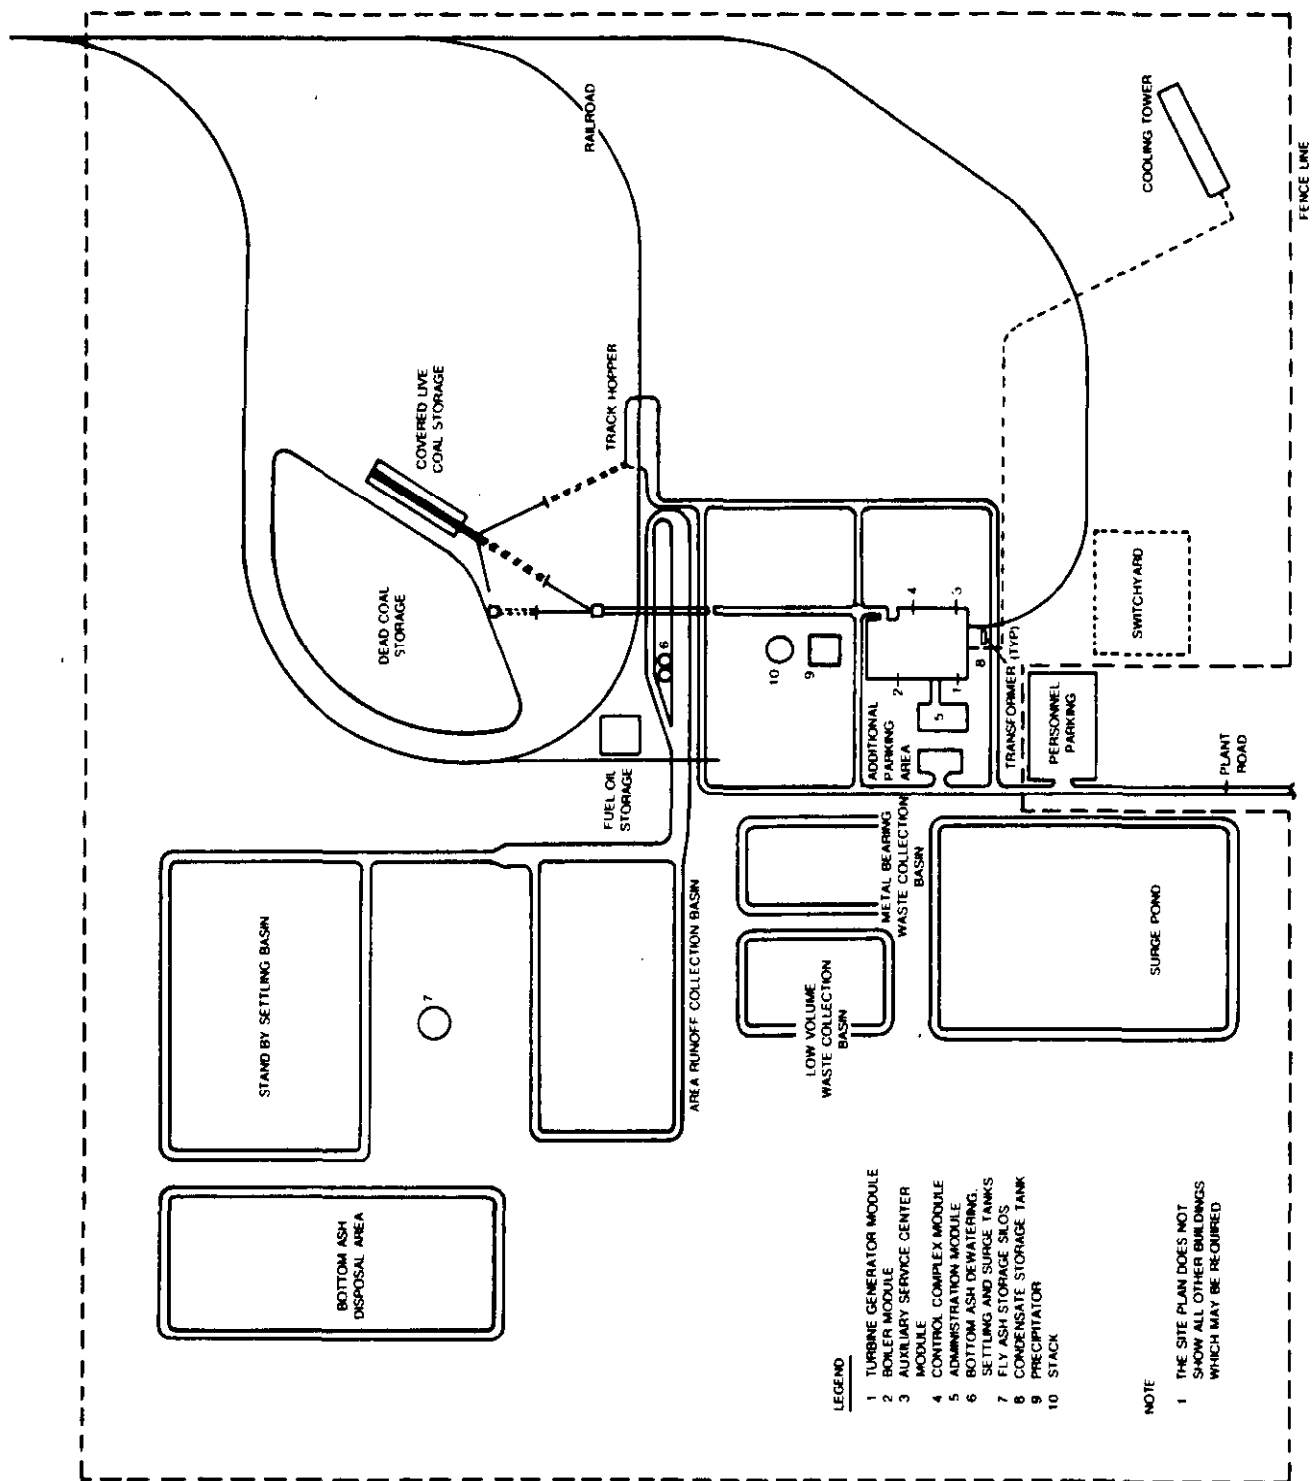 BOTTOM ASH
DISPOSAL AREA
STAND BY SETTLING BASIN
7
AREA RUNOFF COLLECTION BASIN
DEAD COAL
STORAGE
COVERED LIVE
COAL STORAGE
RAILROAD
TRACK HOPPER
FUEL OIL
STORAGE
6
10
9
LOW VOLUME
WASTE COLLECTION
BASIN
METAL BEARING
WASTE COLLECTION
BASIN
ADDITIONAL
PARKING
AREA
2
4
5
1
3
8
TRANSFORMER (TYP)
SURGE POND
PERSONNEL
PARKING
SWITCHYARD
PLANT
ROAD
COOLING TOWER
FENCE LINE
LEGEND
1 TURBINE GENERATOR MODULE
2 BOILER MODULE
3 AUXILIARY SERVICE CENTER
MODULE
4 CONTROL COMPLEX MODULE
5 ADMINISTRATION MODULE
6 BOTTOM ASH DEWATERING.
SETTLING AND SURGE TANKS
7 FLY ASH STORAGE SILOS
8 CONDENSATE STORAGE TANK
9 PRECIPITATOR
10 STACK
NOTE
1 THE SITE PLAN DOES NOT
SHOW ALL OTHER BUILDINGS
WHICH MAY BE REQUIRED